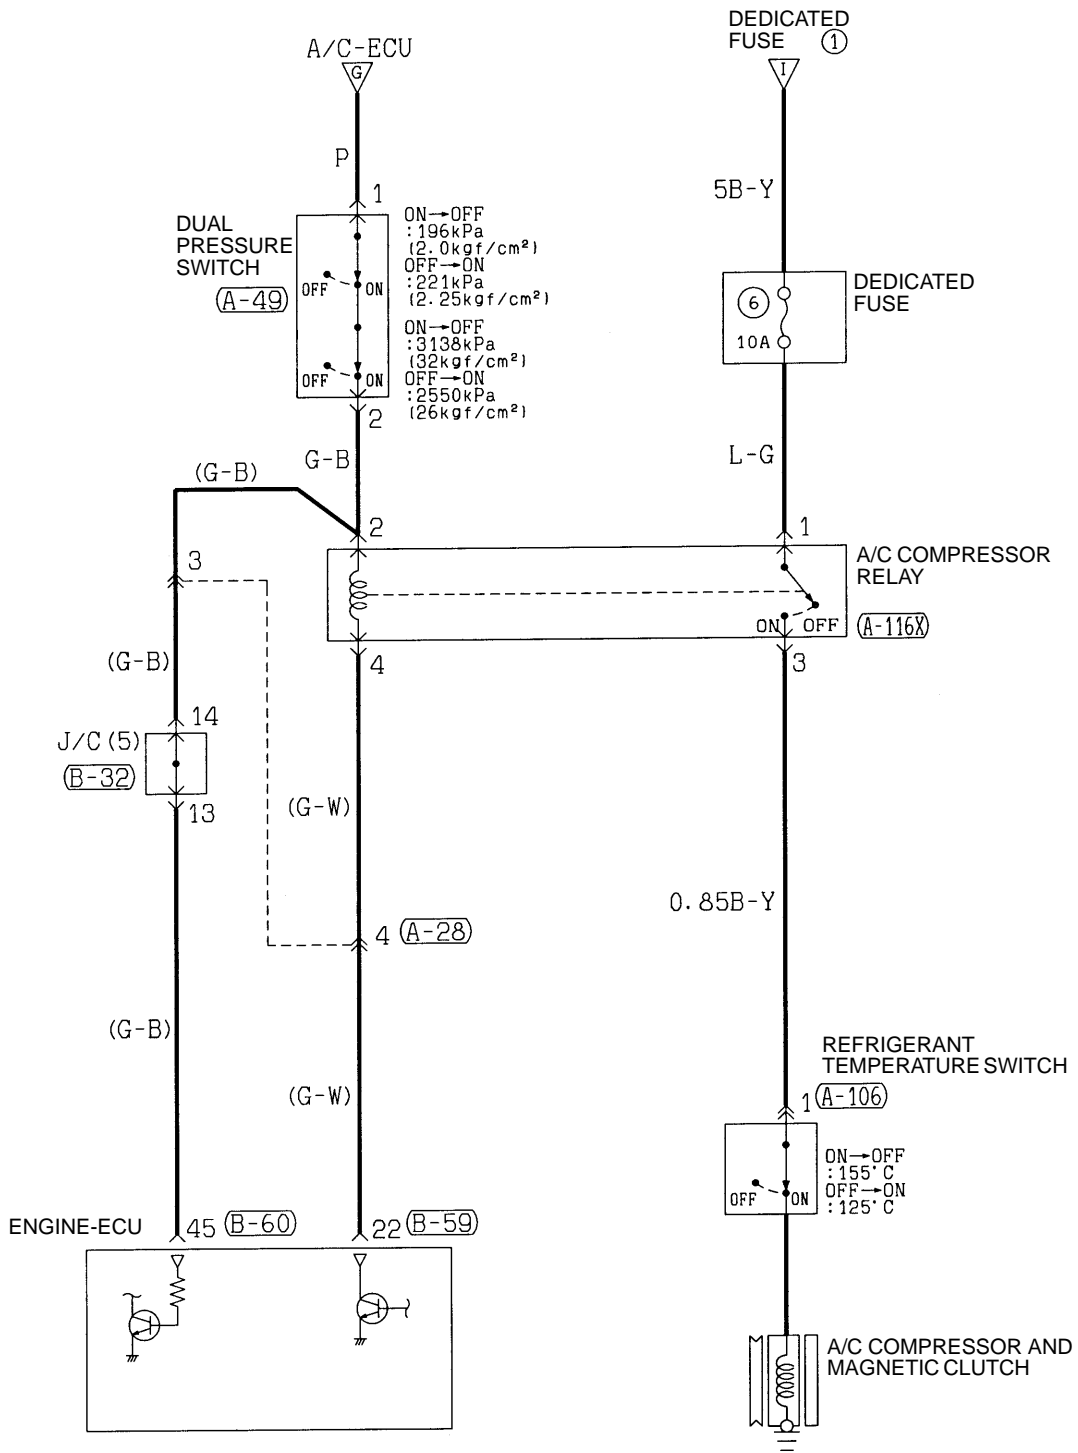 DEDICATED
FUSE ①
A/C-ECU
G
I
P
5B-Y
1
DUAL
PRESSURE
SWITCH
A-49
OFF
ON
OFF
ON
ON→OFF
:196kPa
(2.0kgf/cm²)
OFF→ON
:221kPa
(2.25kgf/cm²)
ON→OFF
:3138kPa
(32kgf/cm²)
OFF→ON
:2550kPa
(26kgf/cm²)
DEDICATED
FUSE
⑥
10A
2
G-B
(G-B)
L-G
2
1
3
A/C COMPRESSOR
RELAY
A-116X
ON
OFF
4
3
(G-B)
14
J/C(5)
B-32
13
(G-W)
0.85B-Y
4
A-28
(G-B)
(G-W)
REFRIGERANT
TEMPERATURE SWITCH
1
A-106
ON→OFF
:155°C
OFF→ON
:125°C
OFF
ON
ENGINE-ECU
45
B-60
22
B-59
A/C COMPRESSOR AND
MAGNETIC CLUTCH